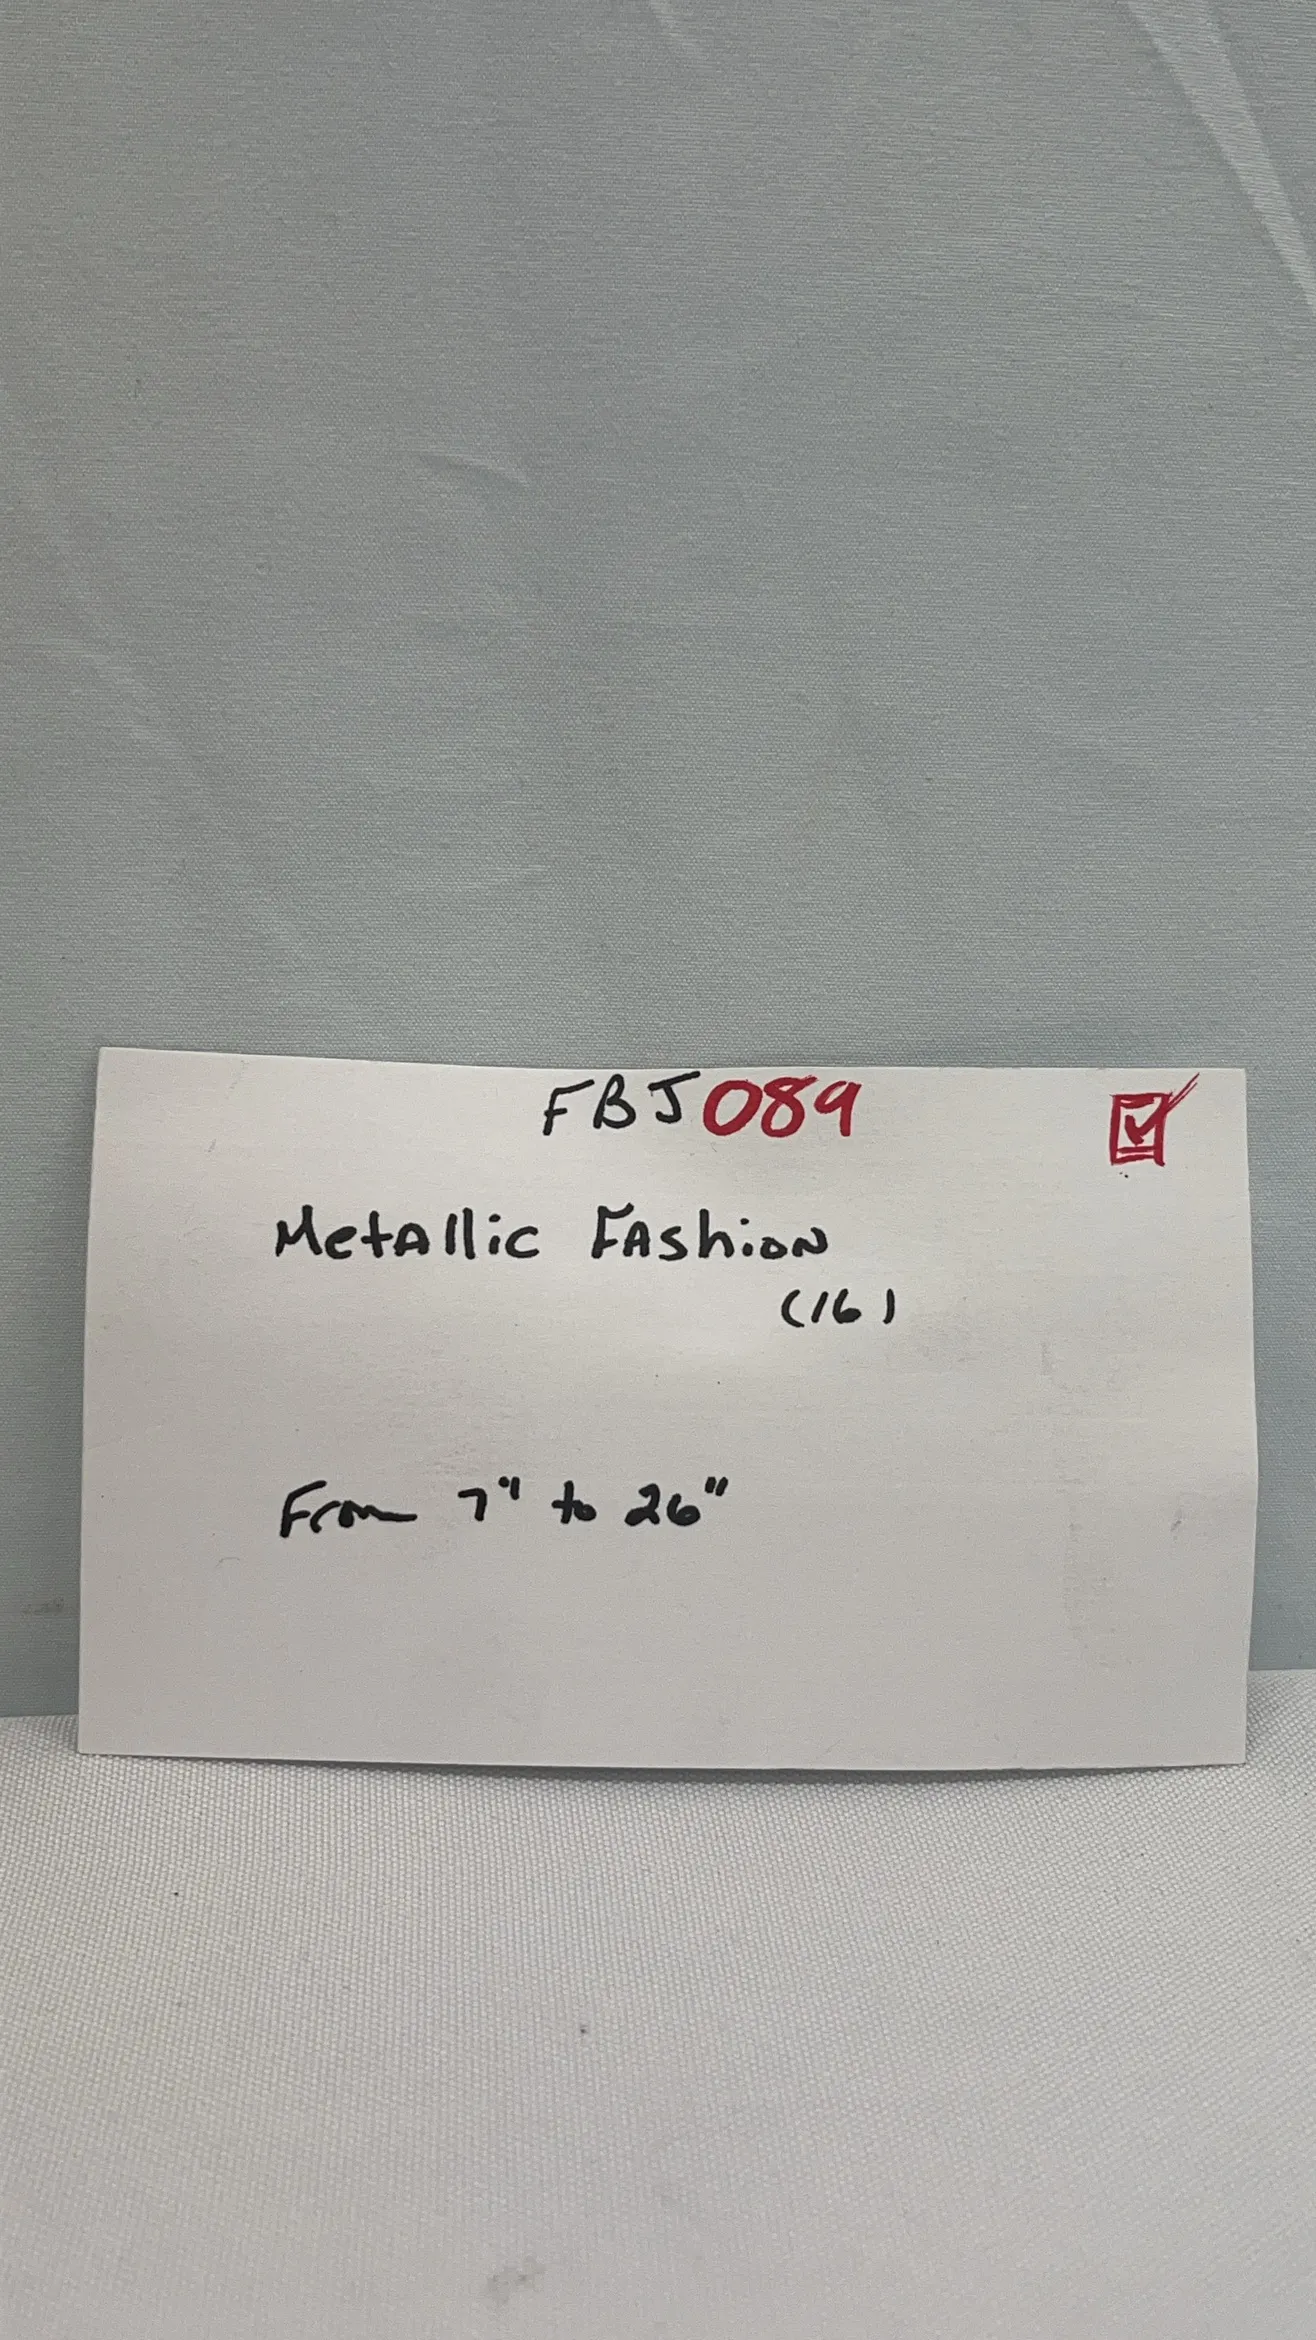 FBJ089
Metallic Fashion
(16)
From 7" to 26"